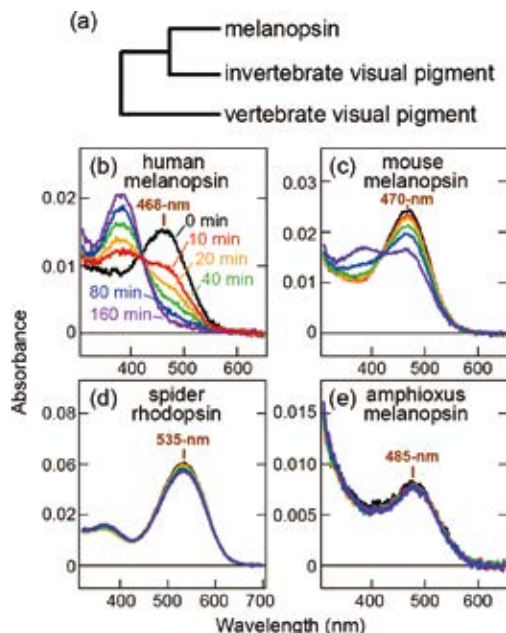 (a)
melanopsin
invertebrate visual pigment
vertebrate visual pigment
(b)
human
melanopsin
468-nm
0 min
10 min
20 min
40 min
80 min
160 min
0.02
0.01
0
400 500 600
(c)
mouse
melanopsin
470-nm
0.03
0.02
0.01
0
400 500 600
Absorbance
(d)
spider
rhodopsin
535-nm
0.08
0.06
0.02
0
400 500 600 700
(e)
amphioxus
melanopsin
485-nm
0.015
0.010
0.005
0
400 500 600
Wavelength (nm)